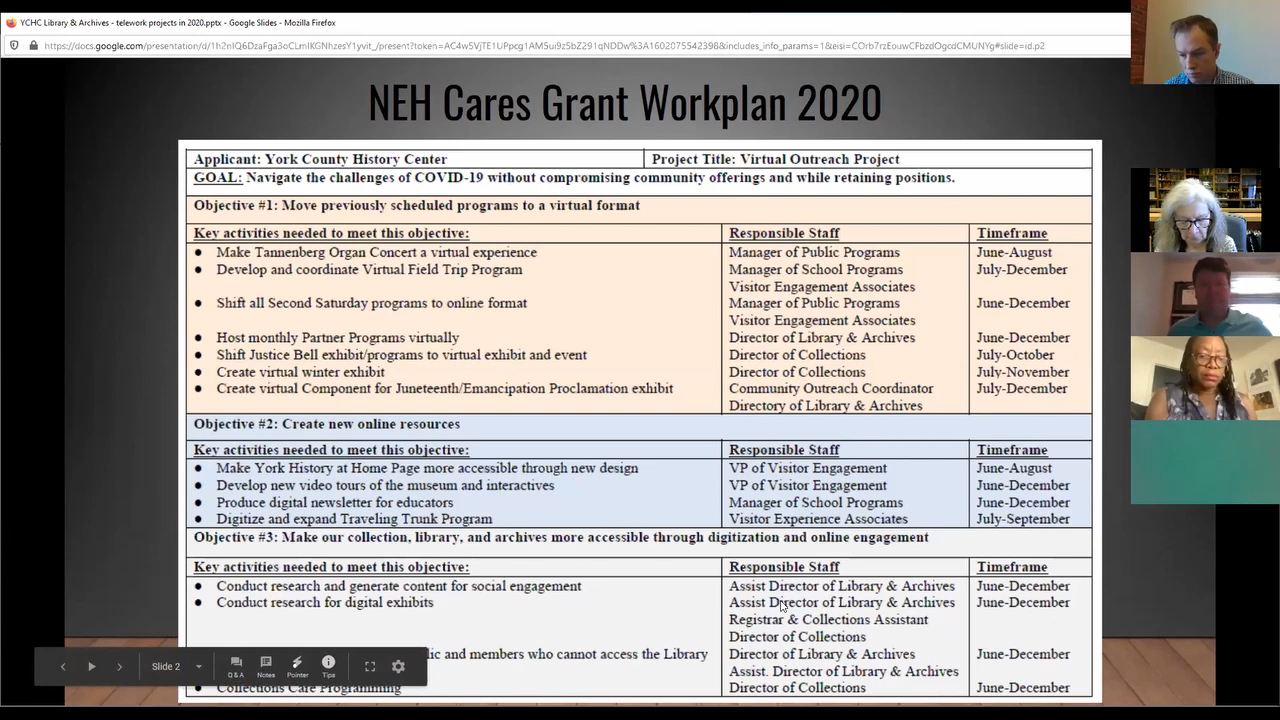 YCHC Library & Archives - telework projects in 2020.pptx - Google Slides - Mozilla Firefox
NEH Cares Grant Workplan 2020
Applicant: York County History Center Project Title: Virtual Outreach Project
GOAL: Navigate the challenges of COVID-19 without compromising community offerings and while retaining positions.
Objective #1: Move previously scheduled programs to a virtual format
Key activities needed to meet this objective: Responsible Staff Timeframe
● Make Tannenberg Organ Concert a virtual experience Manager of Public Programs June-August
● Develop and coordinate Virtual Field Trip Program Manager of School Programs July-December
Visitor Engagement Associates
● Shift all Second Saturday programs to online format Manager of Public Programs June-December
Visitor Engagement Associates
● Host monthly Partner Programs virtually Director of Library & Archives June-December
● Shift Justice Bell exhibit/programs to virtual exhibit and event Director of Collections July-October
● Create virtual winter exhibit Director of Collections July-November
● Create virtual Component for Juneteenth/Emancipation Proclamation exhibit Community Outreach Coordinator July-December
Directory of Library & Archives
Objective #2: Create new online resources
Key activities needed to meet this objective: Responsible Staff Timeframe
● Make York History at Home Page more accessible through new design VP of Visitor Engagement June-August
● Develop new video tours of the museum and interactives VP of Visitor Engagement June-December
● Produce digital newsletter for educators Manager of School Programs June-December
● Digitize and expand Traveling Trunk Program Visitor Experience Associates July-September
Objective #3: Make our collection, library, and archives more accessible through digitization and online engagement
Key activities needed to meet this objective: Responsible Staff Timeframe
● Conduct research and generate content for social engagement Assist Director of Library & Archives June-December
● Conduct research for digital exhibits Assist Director of Library & Archives June-December
Registrar & Collections Assistant
Director of Collections
and members who cannot access the Library Director of Library & Archives June-December
Assist. Director of Library & Archives
Collections Care Programming Director of Collections June-December
Slide 2
Q & A Notes Pointer Tips